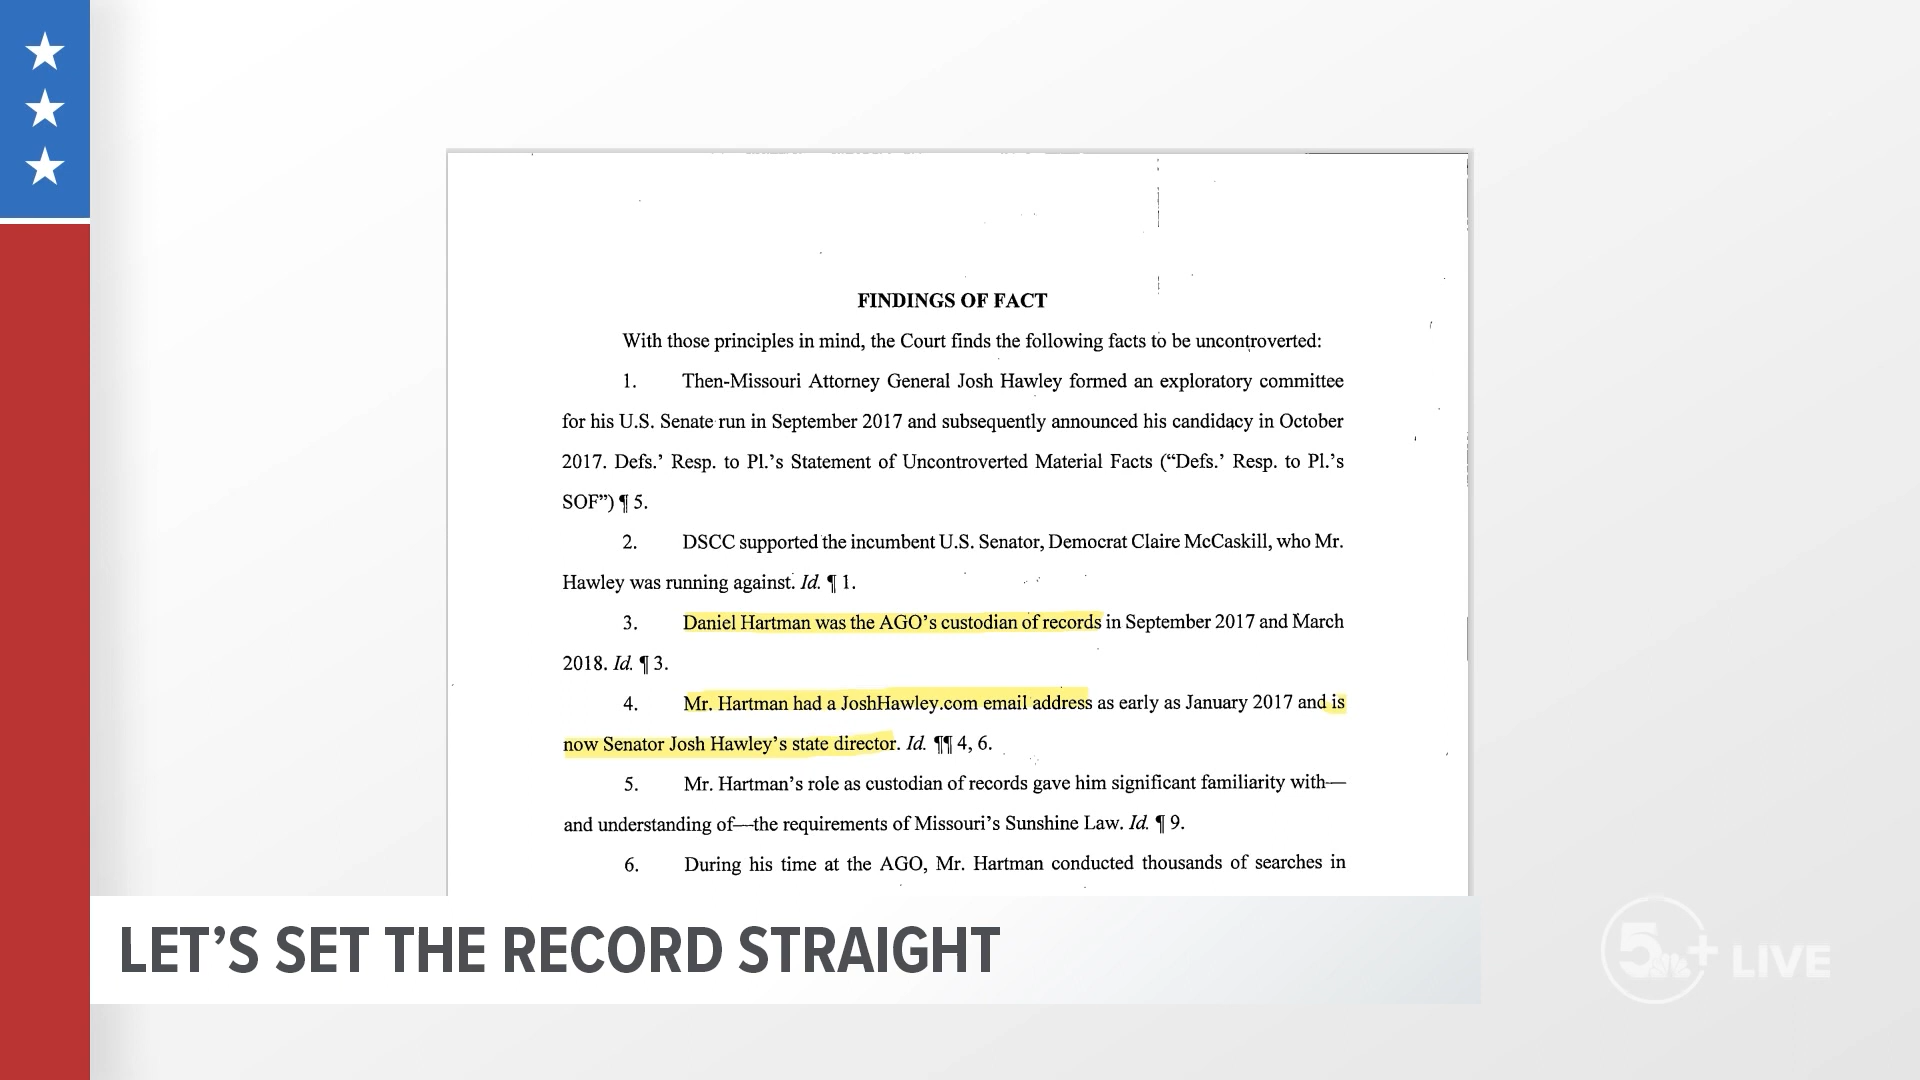 FINDINGS OF FACT
With those principles in mind, the Court finds the following facts to be uncontroverted:
1. Then-Missouri Attorney General Josh Hawley formed an exploratory committee
for his U.S. Senate run in September 2017 and subsequently announced his candidacy in October
2017. Defs.’ Resp. to Pl.’s Statement of Uncontroverted Material Facts (“Defs.’ Resp. to Pl.’s
SOF”) ¶ 5.
2. DSCC supported the incumbent U.S. Senator, Democrat Claire McCaskill, who Mr.
Hawley was running against. Id. ¶ 1.
3. Daniel Hartman was the AGO’s custodian of records in September 2017 and March
2018. Id. ¶ 3.
4. Mr. Hartman had a JoshHawley.com email address as early as January 2017 and is
now Senator Josh Hawley’s state director. Id. ¶¶ 4, 6.
5. Mr. Hartman’s role as custodian of records gave him significant familiarity with—
and understanding of—the requirements of Missouri’s Sunshine Law. Id. ¶ 9.
6. During his time at the AGO, Mr. Hartman conducted thousands of searches in
LET’S SET THE RECORD STRAIGHT
5+ LIVE